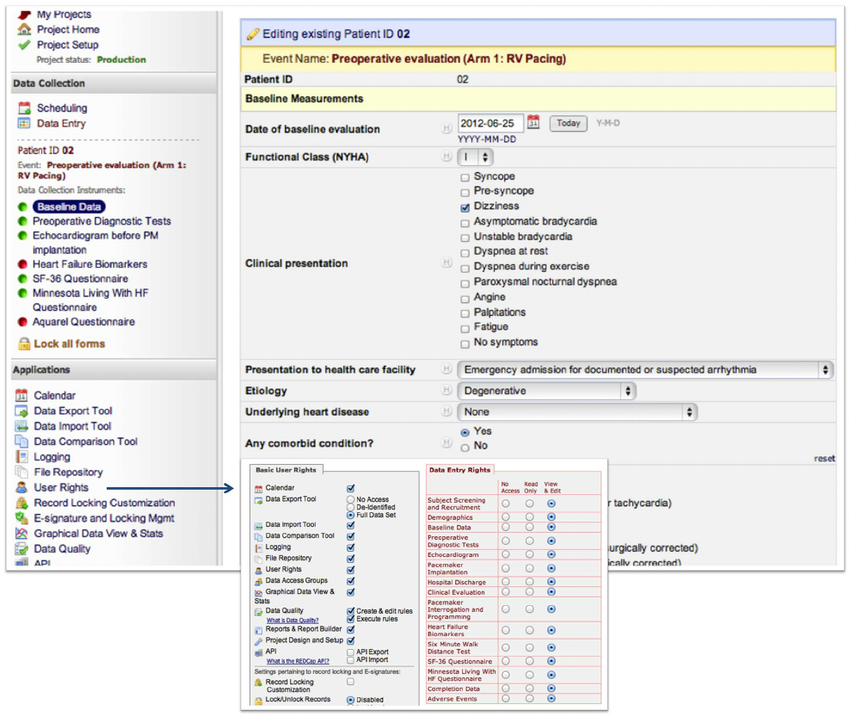 My Projects
Project Home
Project Setup
Project status: Production
Data Collection
Scheduling
Data Entry
Patient ID 02
Event: Preoperative evaluation (Arm 1:
RV Pacing)
Data Collection Instruments:
Baseline Data
Preoperative Diagnostic Tests
Echocardiogram before PM
implantation
Heart Failure Biomarkers
SF-36 Questionnaire
Minnesota Living With HF
Questionnaire
Aquarel Questionnaire
Lock all forms
Applications
Calendar
Data Export Tool
Data Import Tool
Data Comparison Tool
Logging
File Repository
User Rights
Record Locking Customization
E-signature and Locking Mgmt
Graphical Data View & Stats
Data Quality
API
Editing existing Patient ID 02
Event Name: Preoperative evaluation (Arm 1: RV Pacing)
Patient ID 02
Baseline Measurements
Date of baseline evaluation H 2012-06-25 31 Today Y-M-D
YYYY-MM-DD
Functional Class (NYHA) H I
Clinical presentation H
Syncope
Pre-syncope
Dizziness
Asymptomatic bradycardia
Unstable bradycardia
Dyspnea at rest
Dyspnea during exercise
Paroxysmal nocturnal dyspnea
Angine
Palpitations
Fatigue
No symptoms
Presentation to health care facility H Emergency admission for documented or suspected arrhythmia
Etiology H Degenerative
Underlying heart disease H None
Any comorbid condition? H Yes
No
reset
r tachycardia)
surgically corrected)
gically corrected)
Basic User Rights
Calendar
Data Export Tool
No Access
De-Identified
Full Data Set
Data Import Tool
Data Comparison Tool
Logging
File Repository
User Rights
Data Access Groups
Graphical Data View &
Stats
Data Quality Create & edit rules
What is Data Quality? Execute rules
Reports & Report Builder
Project Design and Setup
API API Export
What is the REDCap API? API Import
Settings pertaining to record locking and E-signatures:
Record Locking
Customization
Lock/Unlock Records Disabled
Data Entry Rights
No
Access
Read
Only
View
& Edit
Subject Screening
and Recruitment
Demographics
Baseline Data
Preoperative
Diagnostic Tests
Echocardiogram
Pacemaker
Implantation
Hospital Discharge
Clinical Evaluation
Pacemaker
Interrogation and
Programming
Heart Failure
Biomarkers
Six Minute Walk
Distance Test
SF-36 Questionnaire
Minnesota Living With
HF Questionnaire
Completion Data
Adverse Events